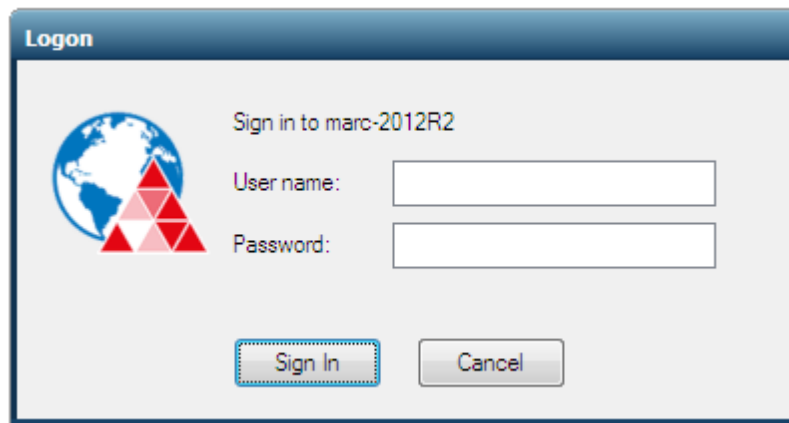 Logon
Sign in to marc-2012R2
User name:
Password:
Sign In
Cancel